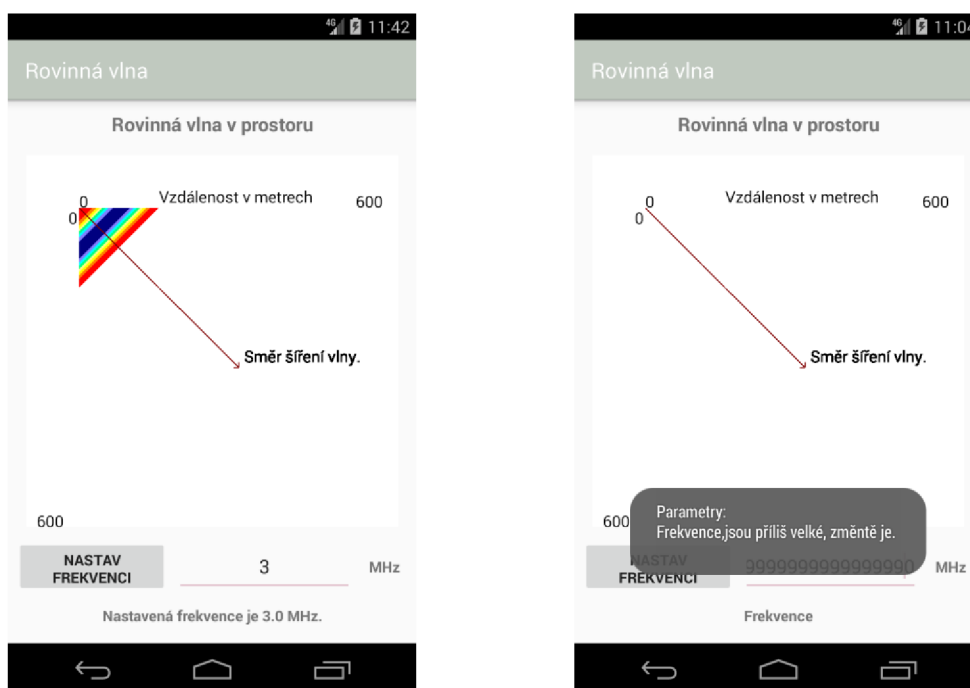 4G 11:42
Rovinná vlna
Rovinná vlna v prostoru
0 Vzdálenost v metrech 600
0
Směr šíření vlny.
600
NASTAV
FREKVENCI
3 MHz
Nastavená frekvence je 3.0 MHz.
4G 11:04
Rovinná vlna
Rovinná vlna v prostoru
0 Vzdálenost v metrech 600
0
Směr šíření vlny.
600
Parametry:
Frekvence,jsou příliš velké, změntě je.
NASTAV
FREKVENCI
MHz
Frekvence